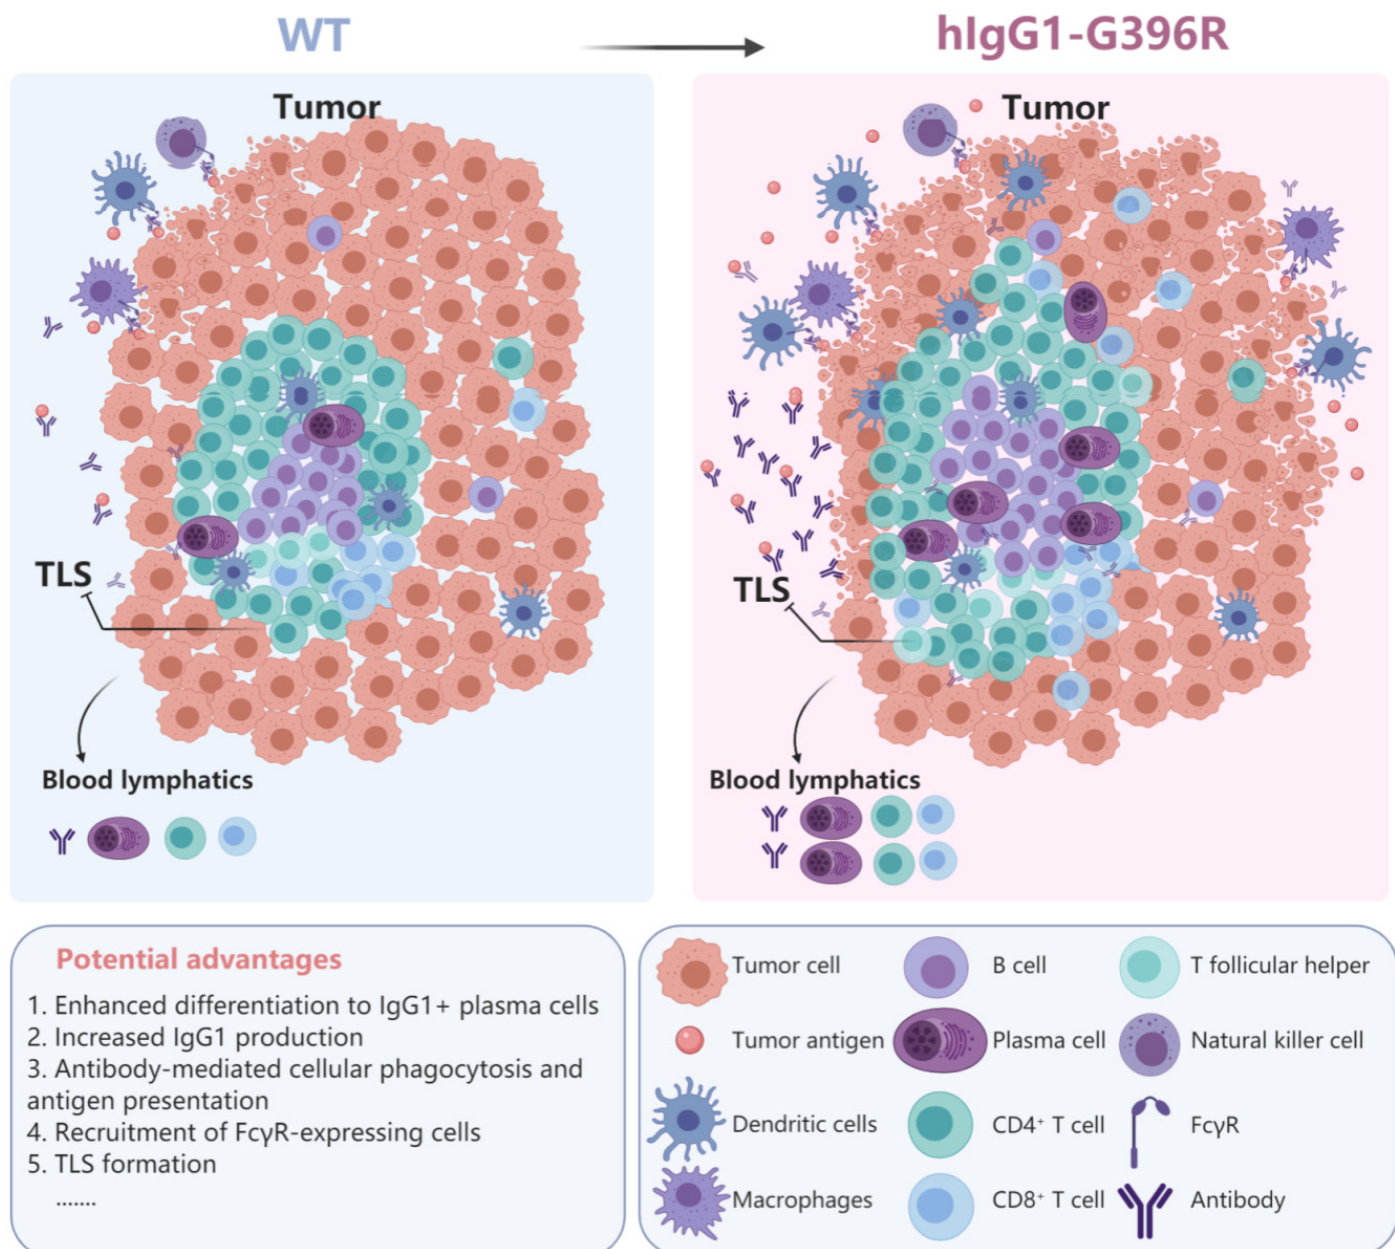 WT
hIgG1-G396R
Tumor
Tumor
TLS
TLS
Blood lymphatics
Blood lymphatics
Potential advantages
1. Enhanced differentiation to IgG1+ plasma cells
2. Increased IgG1 production
3. Antibody-mediated cellular phagocytosis and
antigen presentation
4. Recruitment of FcγR-expressing cells
5. TLS formation
.......
Tumor cell
B cell
T follicular helper
Tumor antigen
Plasma cell
Natural killer cell
Dendritic cells
CD4⁺ T cell
FcγR
Macrophages
CD8⁺ T cell
Antibody